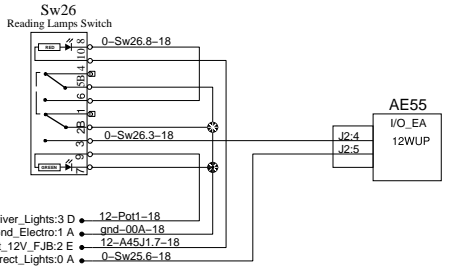 Sw26
Reading Lamps Switch
RED
8
10
0-Sw26.8-18
4
5B
6
1
2B
3
0-Sw26.3-18
9
7
GREEN
AE55
I/O_EA
12WUP
J2:4
J2:5
iver_Lights:3 D
12-Pot1-18
nd_Electro:1 A
gnd-00A-18
_12V_FJB:2 E
12-A45J1.7-18
rect_Lights:0 A
0-Sw25.6-18